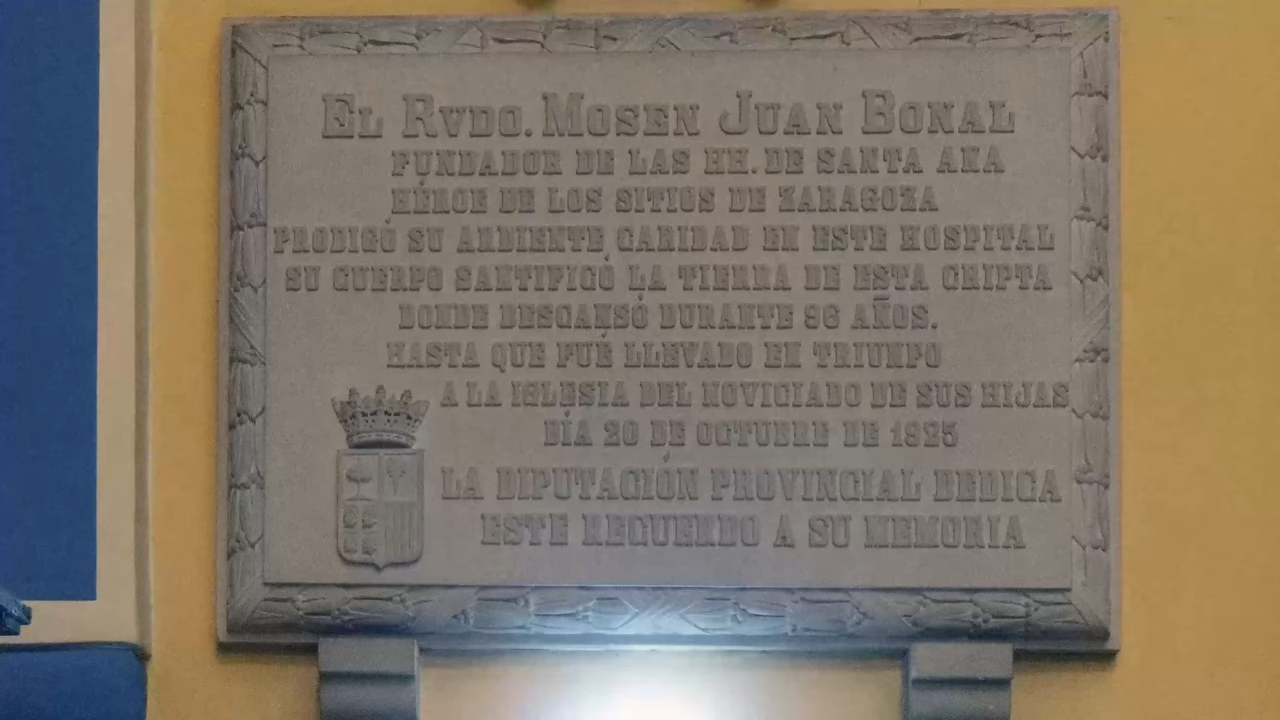 EL RVDO. MOSEN JUAN BONAL
FUNDADOR DE LAS HH. DE SANTA ANA
HÉROE DE LOS SITIOS DE ZARAGOZA
PRODIGÓ SU ARDIENTE CARIDAD EN ESTE HOSPITAL
SU CUERPO SANTIFICÓ LA TIERRA DE ESTA CRIPTA
DONDE DESCANSÓ DURANTE 96 AÑOS.
HASTA QUE FUÉ LLEVADO EN TRIUNFO
A LA IGLESIA DEL NOVICIADO DE SUS HIJAS
DÍA 20 DE OCTUBRE DE 1925
LA DIPUTACIÓN PROVINCIAL DEDICA
ESTE RECUERDO A SU MEMORIA